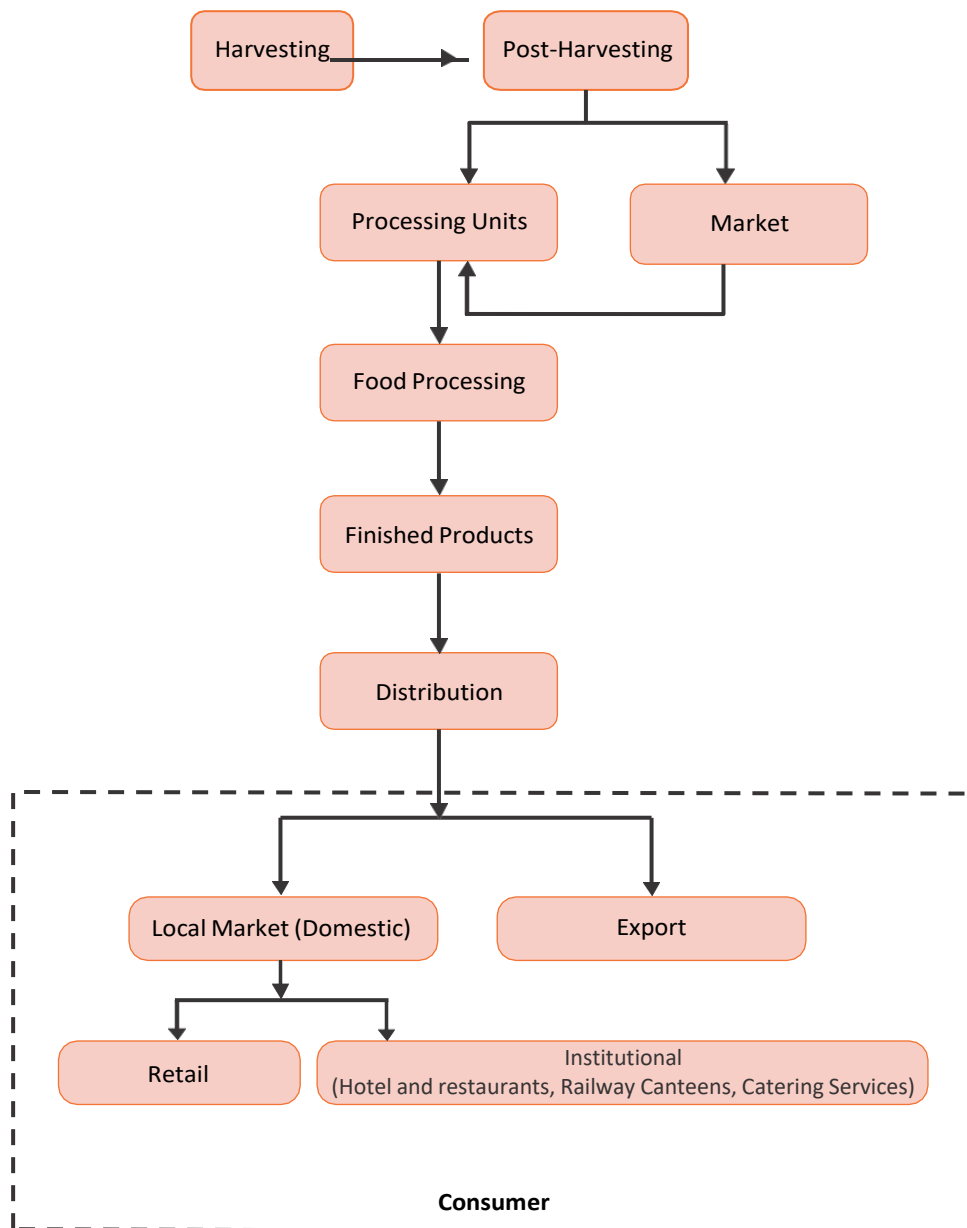 Harvesting
Post-Harvesting
Processing Units
Market
Food Processing
Finished Products
Distribution
Local Market (Domestic)
Export
Retail
Institutional
(Hotel and restaurants, Railway Canteens, Catering Services)
Consumer